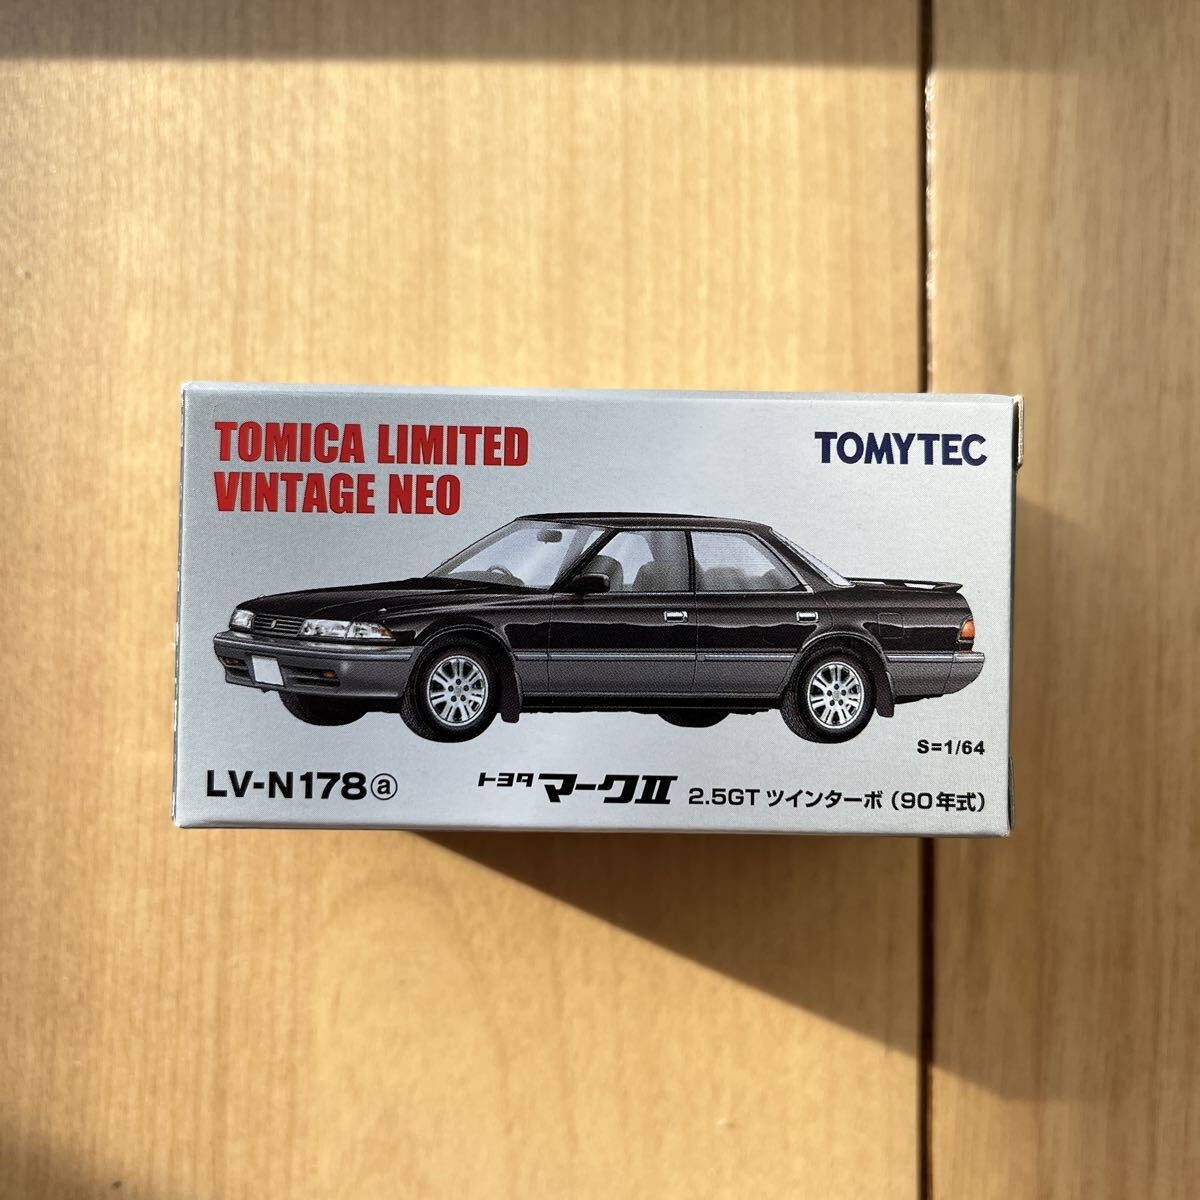 TOMICA LIMITED
VINTAGE NEO
TOMYTEC
S=1/64
LV-N178ⓐ
トヨタ マークⅡ 2.5GT ツインターボ (90年式)